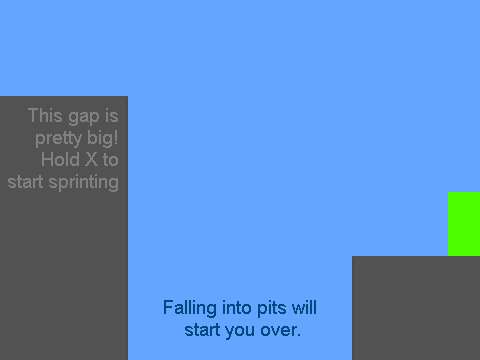 This gap is
pretty big!
Hold X to
start sprinting
Falling into pits will
start you over.